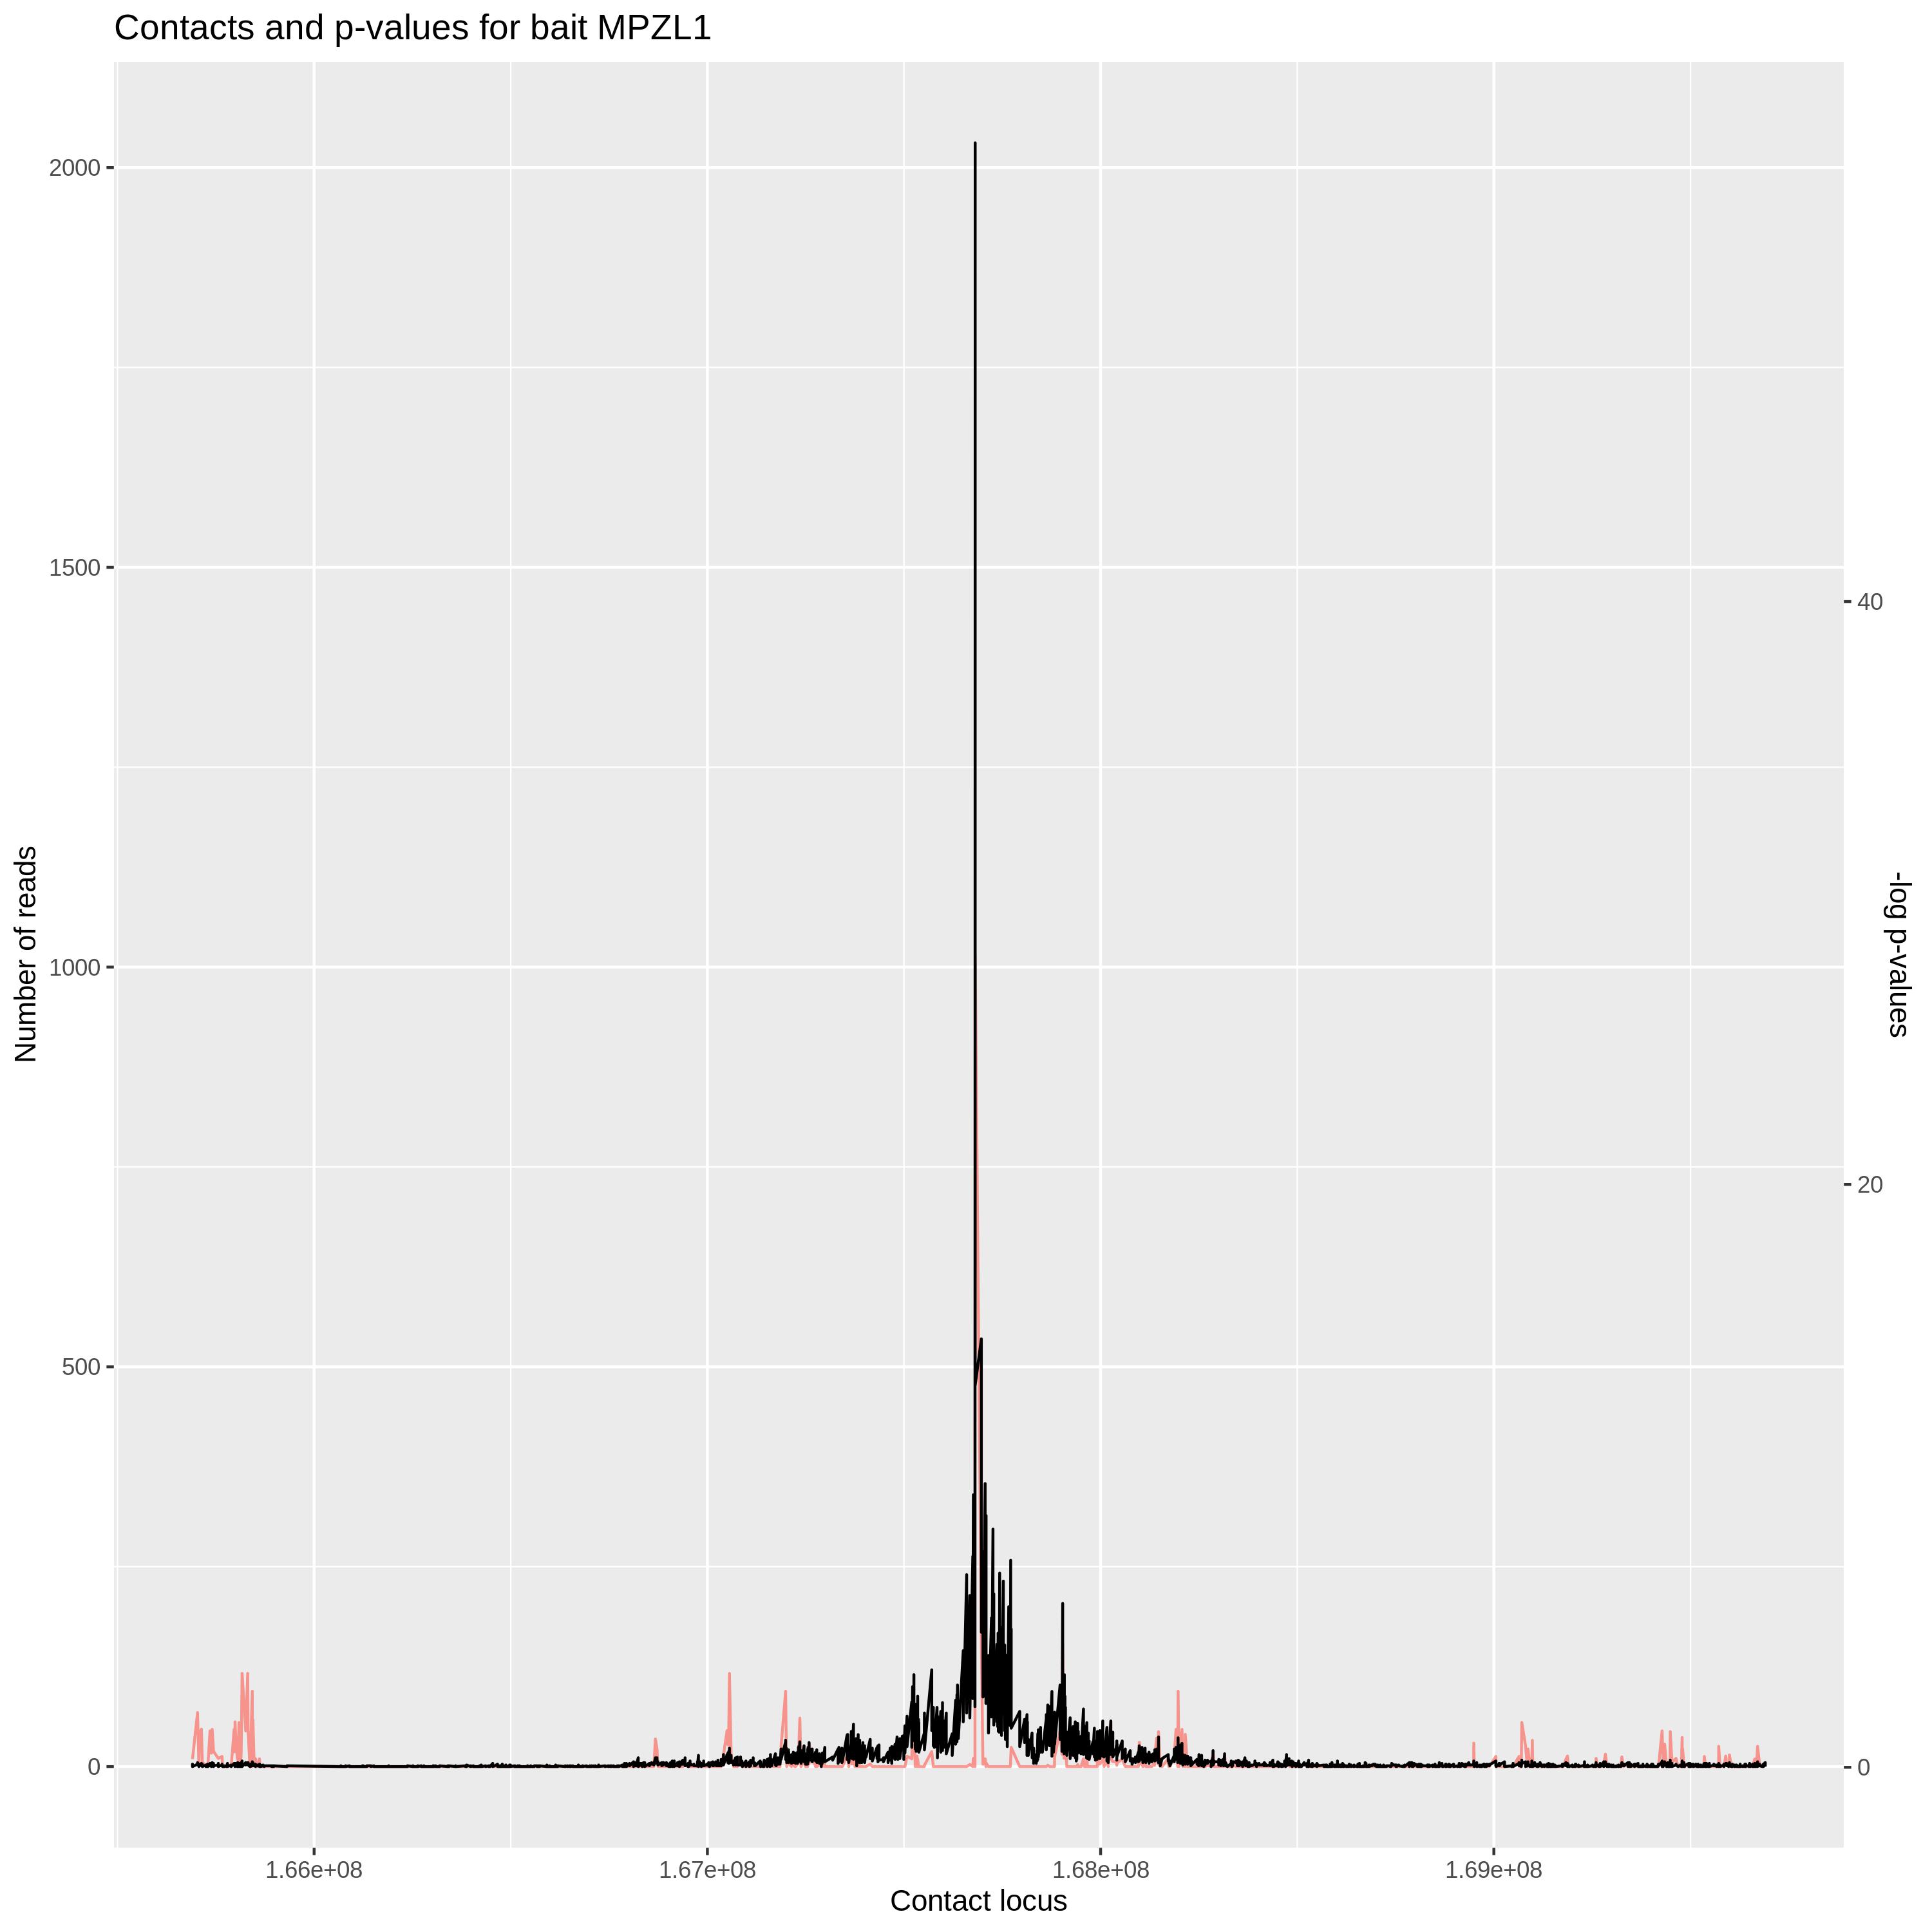 Contacts and p-values for bait MPZL1
2000
1500
1000
500
0
Number of reads
40
20
0
-log p-values
1.66e+08
1.67e+08
1.68e+08
1.69e+08
Contact locus